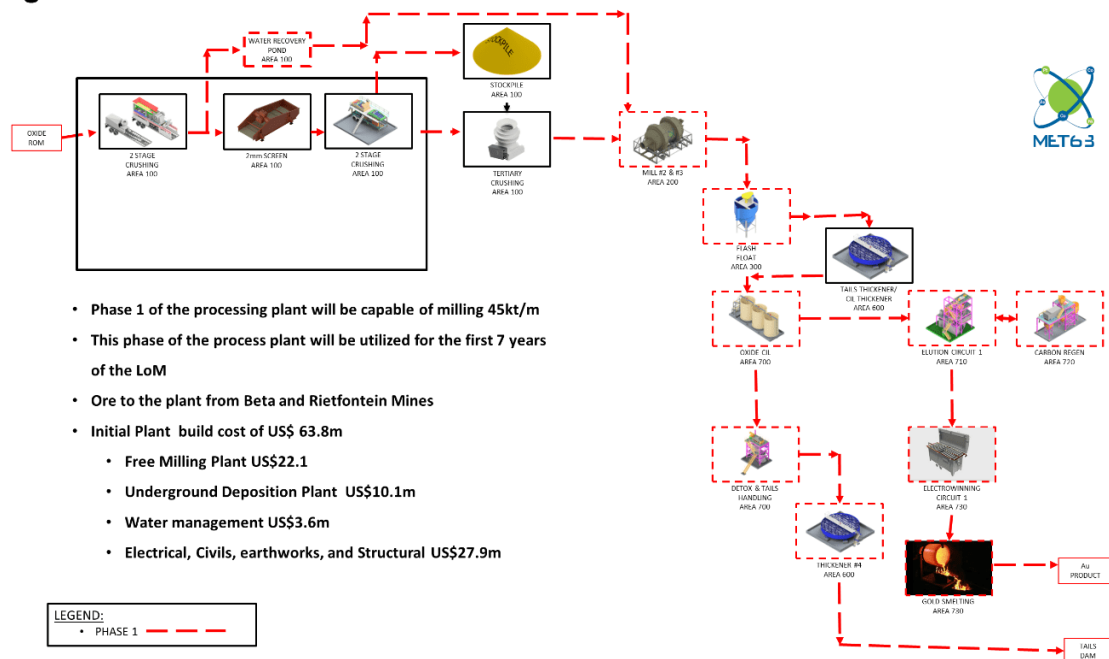 WATER RECOVERY
POND
AREA 100
STOCKPILE
STOCKPILE
AREA 100
OXIDE
ROM
2 STAGE
CRUSHING
AREA 100
2mm SCREEN
AREA 100
2 STAGE
CRUSHING
AREA 100
TERTIARY
CRUSHING
AREA 100
MILL #2 & #3
AREA 200
MET63
FLASH
FLOAT
AREA 300
TAILS THICKENER/
CIL THICKENER
AREA 600
OXIDE CIL
AREA 700
ELUTION CIRCUIT 1
AREA 710
CARBON REGEN
AREA 720
• Phase 1 of the processing plant will be capable of milling 45kt/m
• This phase of the process plant will be utilized for the first 7 years
of the LoM
• Ore to the plant from Beta and Rietfontein Mines
• Initial Plant build cost of US$ 63.8m
• Free Milling Plant US$22.1
• Underground Deposition Plant US$10.1m
• Water management US$3.6m
• Electrical, Civils, earthworks, and Structural US$27.9m
DETOX & TAILS
HANDLING
AREA 700
ELECTROWINNING
CIRCUIT 1
AREA 730
THICKENER #4
AREA 600
GOLD SMELTING
AREA 730
Au
PRODUCT
TAILS
DAM
LEGEND:
• PHASE 1